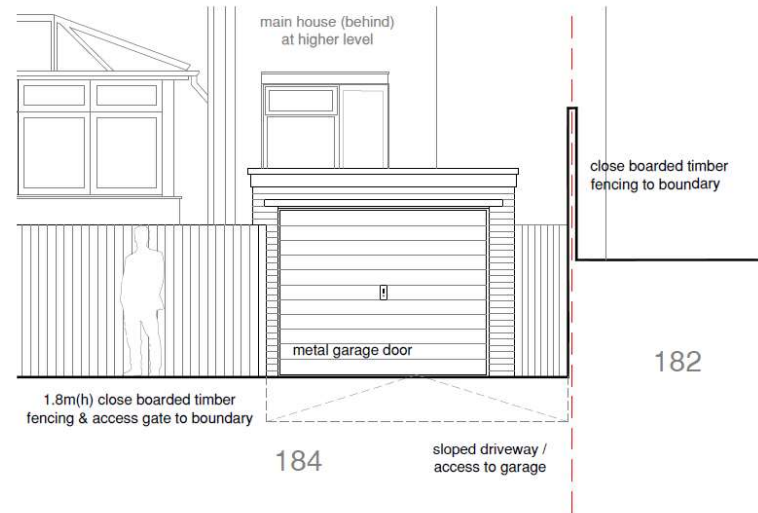 main house (behind)
at higher level
close boarded timber
fencing to boundary
metal garage door
182
1.8m(h) close boarded timber
fencing & access gate to boundary
184
sloped driveway /
access to garage